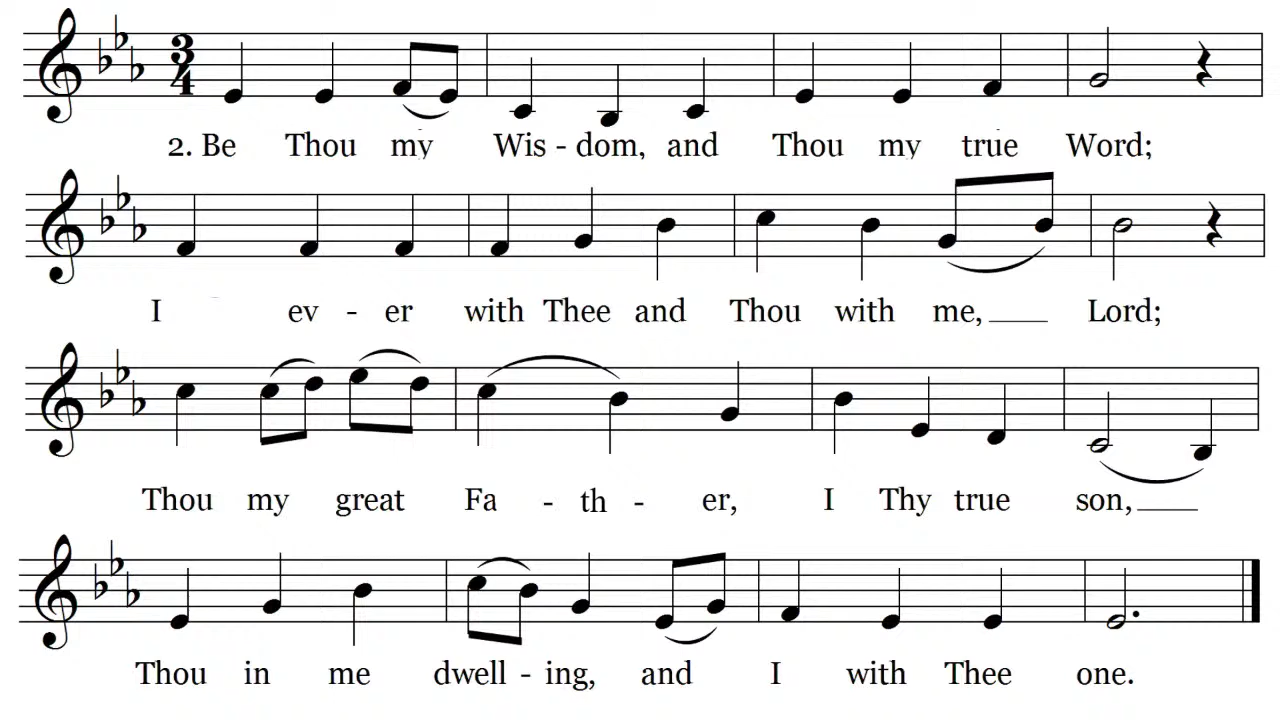 2. Be Thou my Wis - dom, and Thou my true Word;
I ev - er with Thee and Thou with me, Lord;
Thou my great Fa - th - er, I Thy true son,
Thou in me dwell - ing, and I with Thee one.